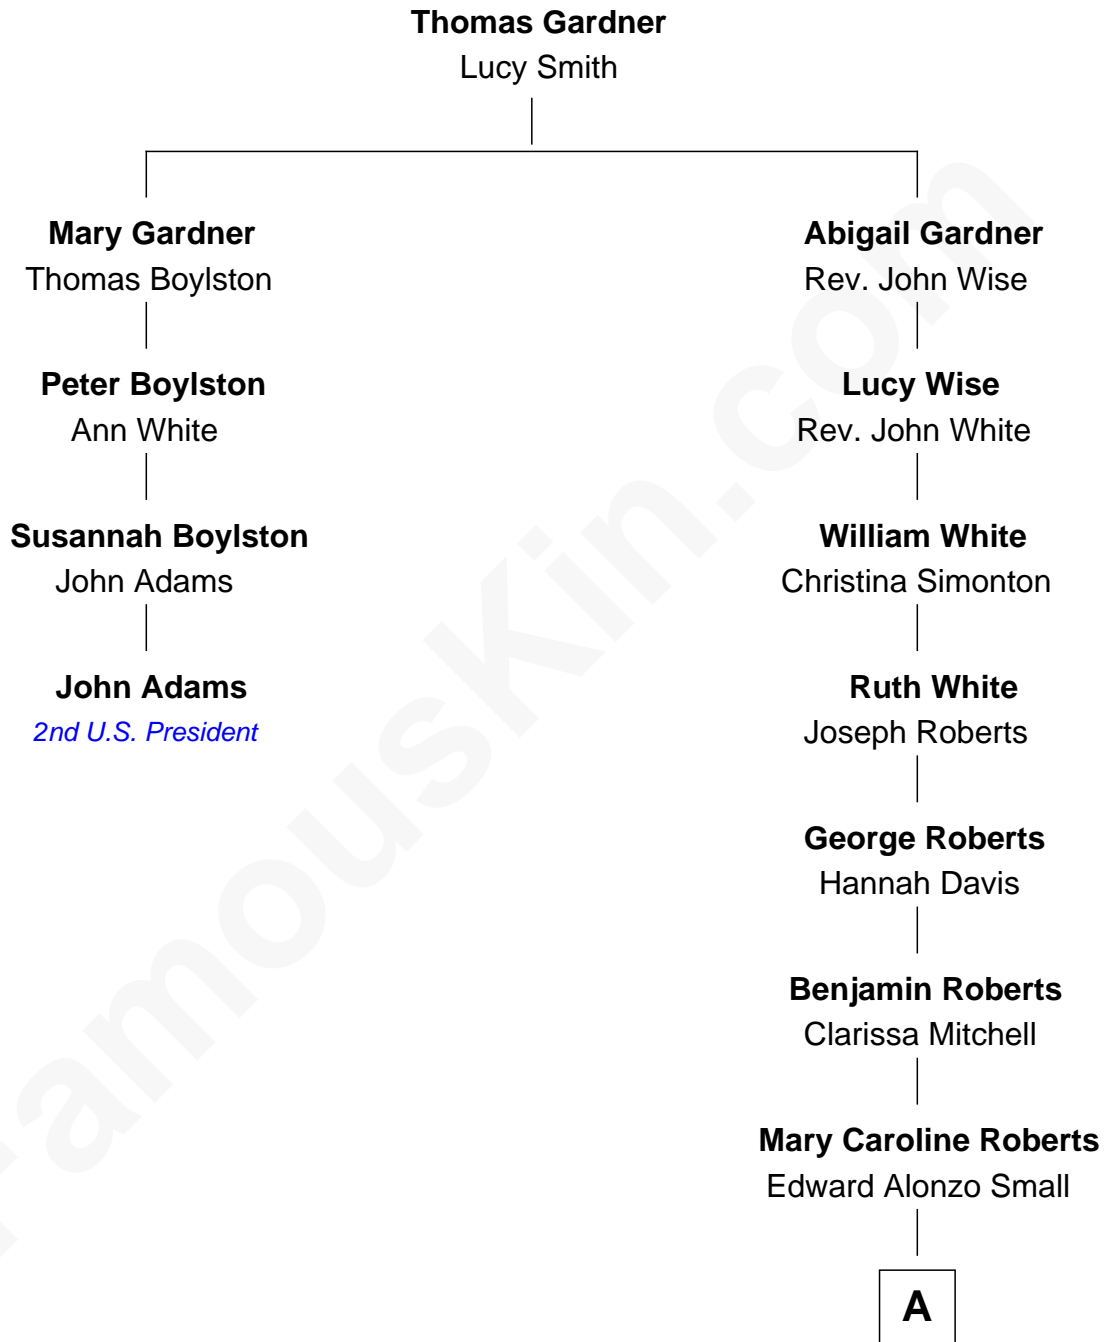 Thomas Gardner
Lucy Smith
Mary Gardner
Thomas Boylston
Abigail Gardner
Rev. John Wise
Peter Boylston
Ann White
Lucy Wise
Rev. John White
Susannah Boylston
John Adams
William White
Christina Simonton
John Adams
2nd U.S. President
Ruth White
Joseph Roberts
George Roberts
Hannah Davis
Benjamin Roberts
Clarissa Mitchell
Mary Caroline Roberts
Edward Alonzo Small
A
FamousKin.com